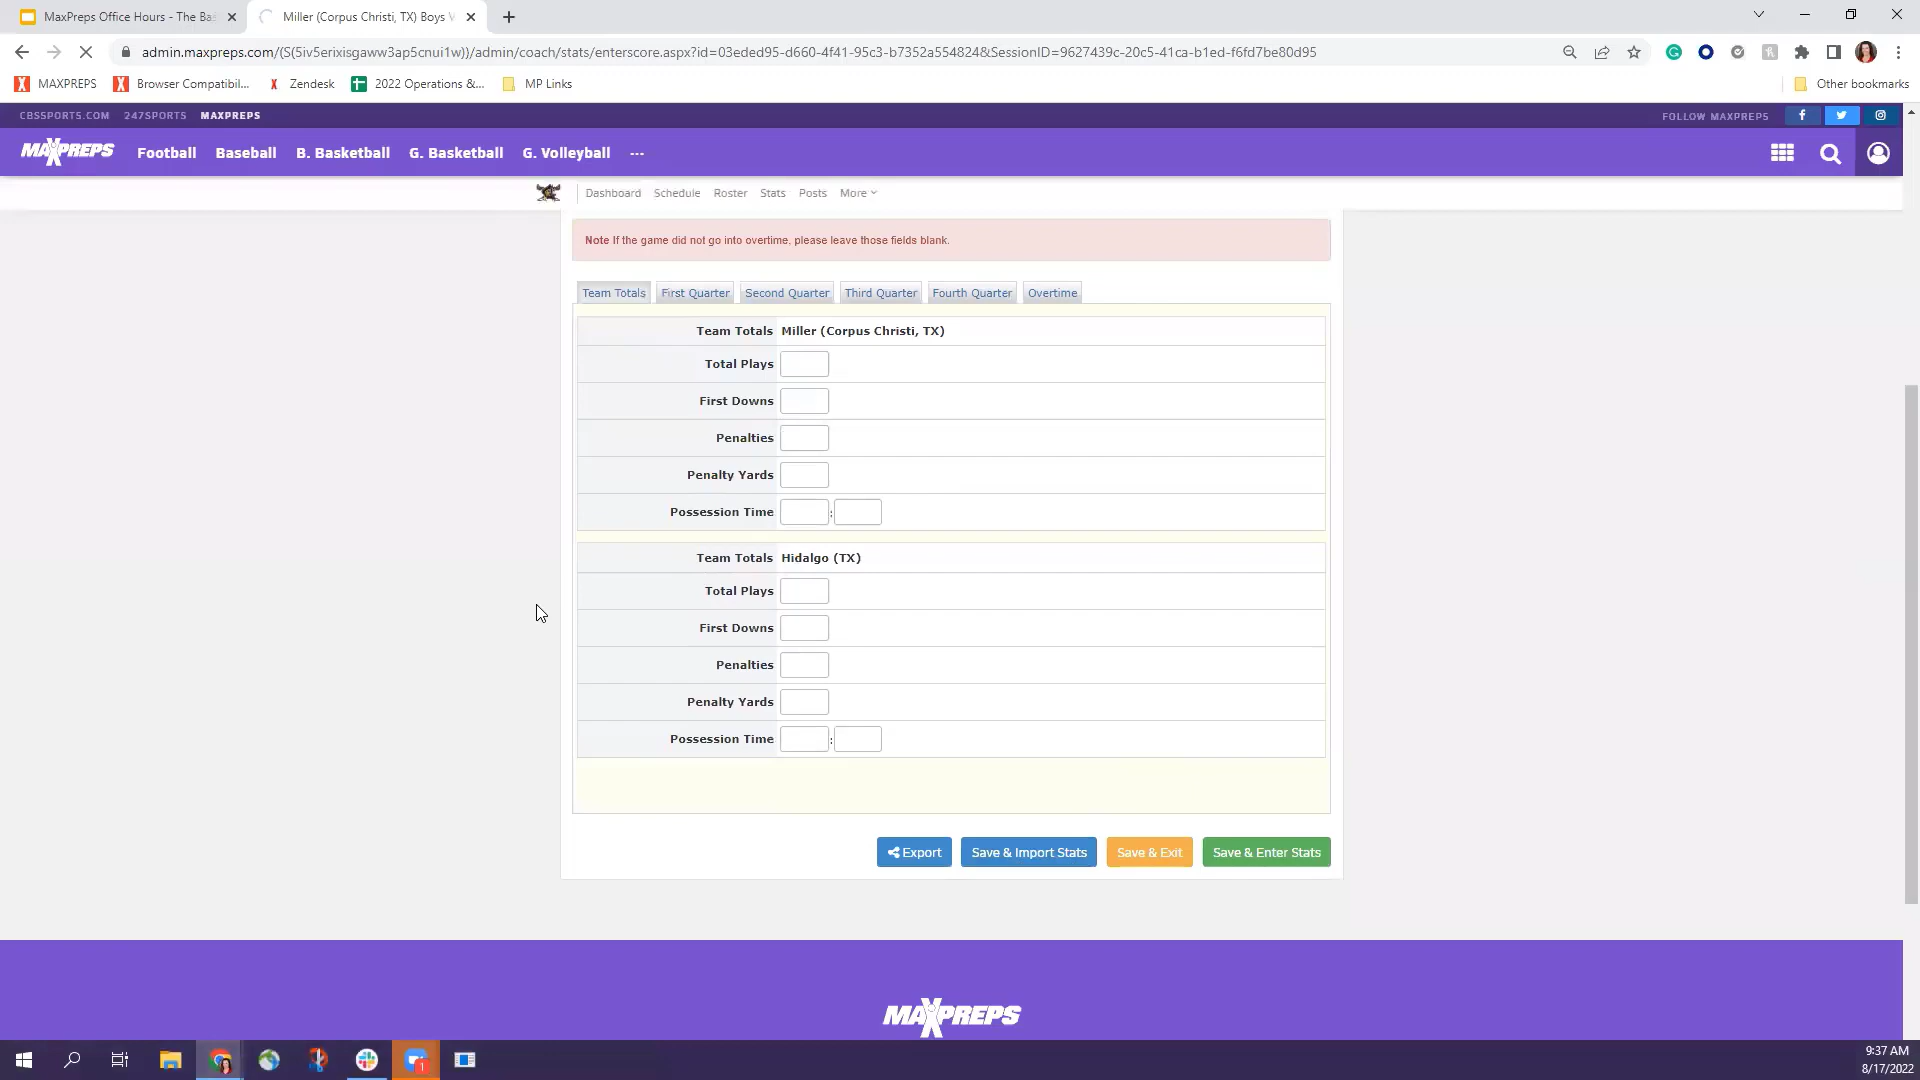 MaxPreps Office Hours - The Bas
Miller (Corpus Christi, TX) Boys V
admin.maxpreps.com/(S(5iv5erixisgaww3ap5cnui1w))/admin/coach/stats/enterscore.aspx?id=03eded95-d660-4f41-95c3-b7352a554824&SessionID=9627439c-20c5-41ca-b1ed-f6fd7be80d95
MAXPREPS Browser Compatibil... Zendesk 2022 Operations &... MP Links Other bookmarks
CBSSPORTS.COM 247SPORTS MAXPREPS FOLLOW MAXPREPS
MAXPREPS Football Baseball B. Basketball G. Basketball G. Volleyball ---
Dashboard Schedule Roster Stats Posts More
Note If the game did not go into overtime, please leave those fields blank.
Team Totals First Quarter Second Quarter Third Quarter Fourth Quarter Overtime
Team Totals Miller (Corpus Christi, TX)
Total Plays
First Downs
Penalties
Penalty Yards
Possession Time :
Team Totals Hidalgo (TX)
Total Plays
First Downs
Penalties
Penalty Yards
Possession Time :
Export Save & Import Stats Save & Exit Save & Enter Stats
MAXPREPS
1
9:37 AM
8/17/2022